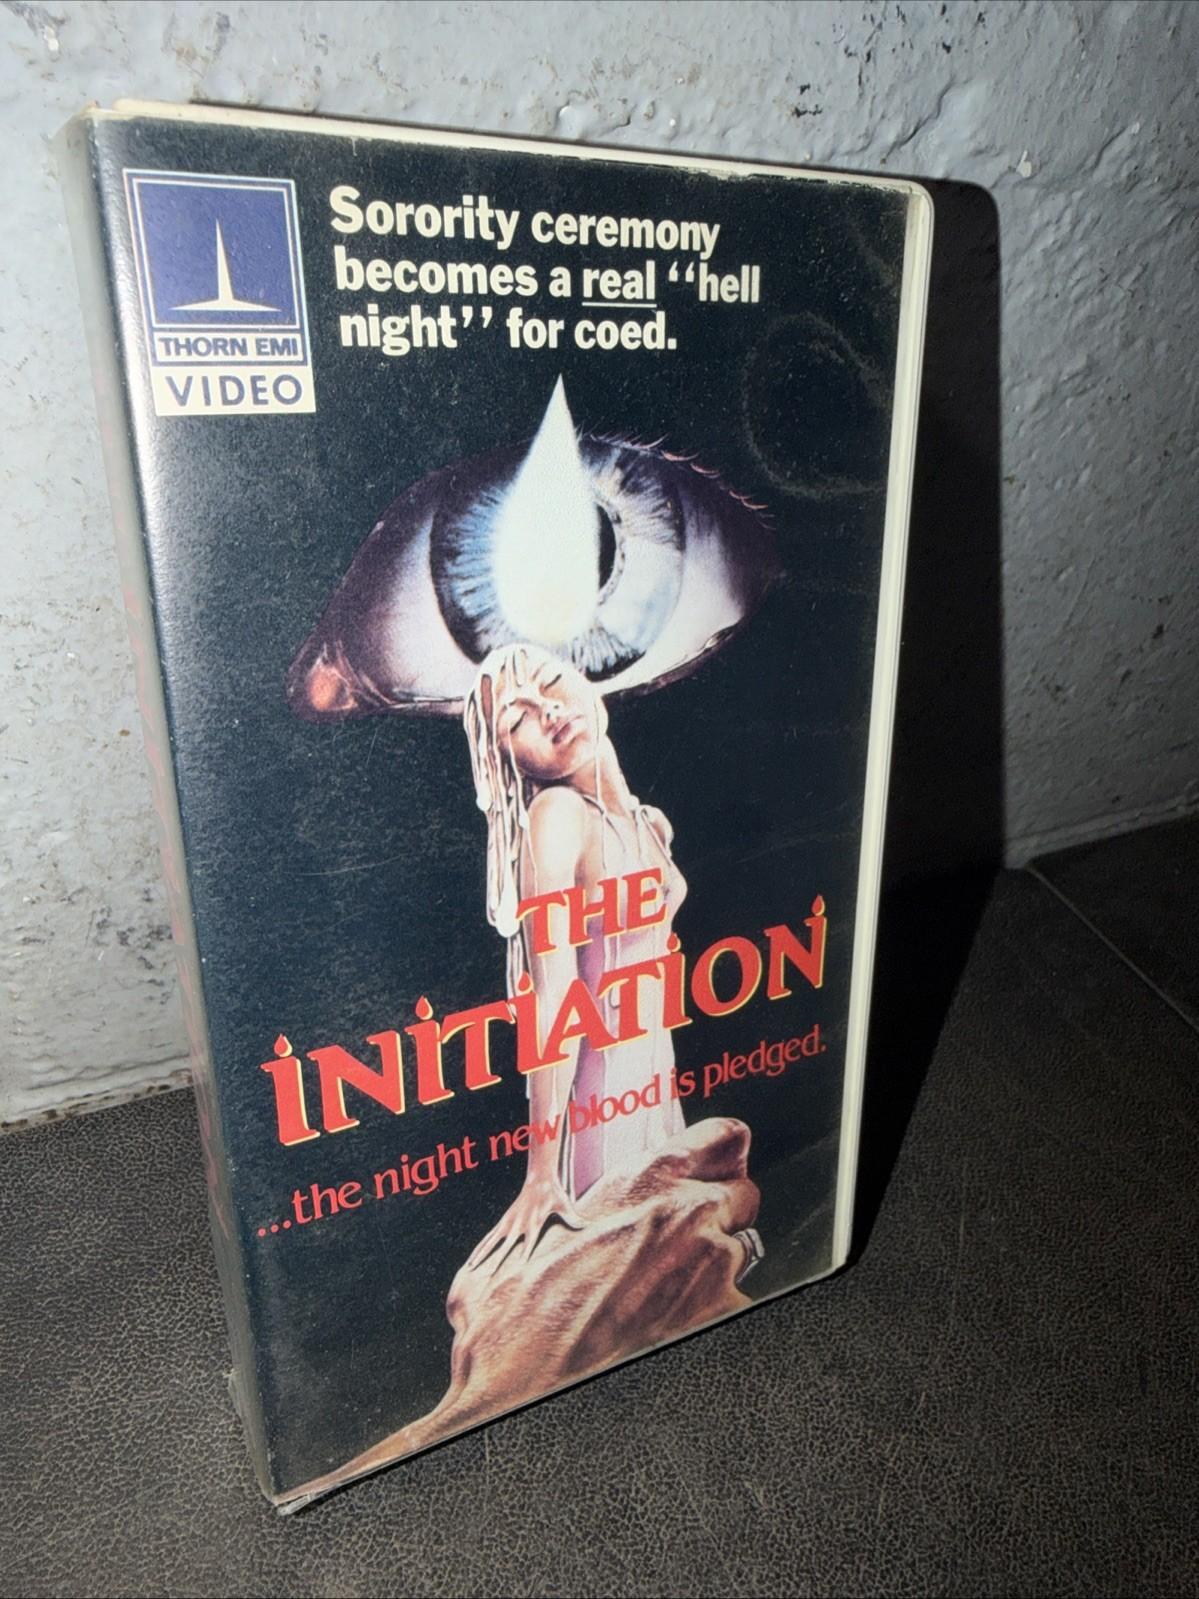 THORN EMI
VIDEO
Sorority ceremony
becomes a real “hell
night” for coed.
THE
iNiTiATiON
...the night new blood is pledged.